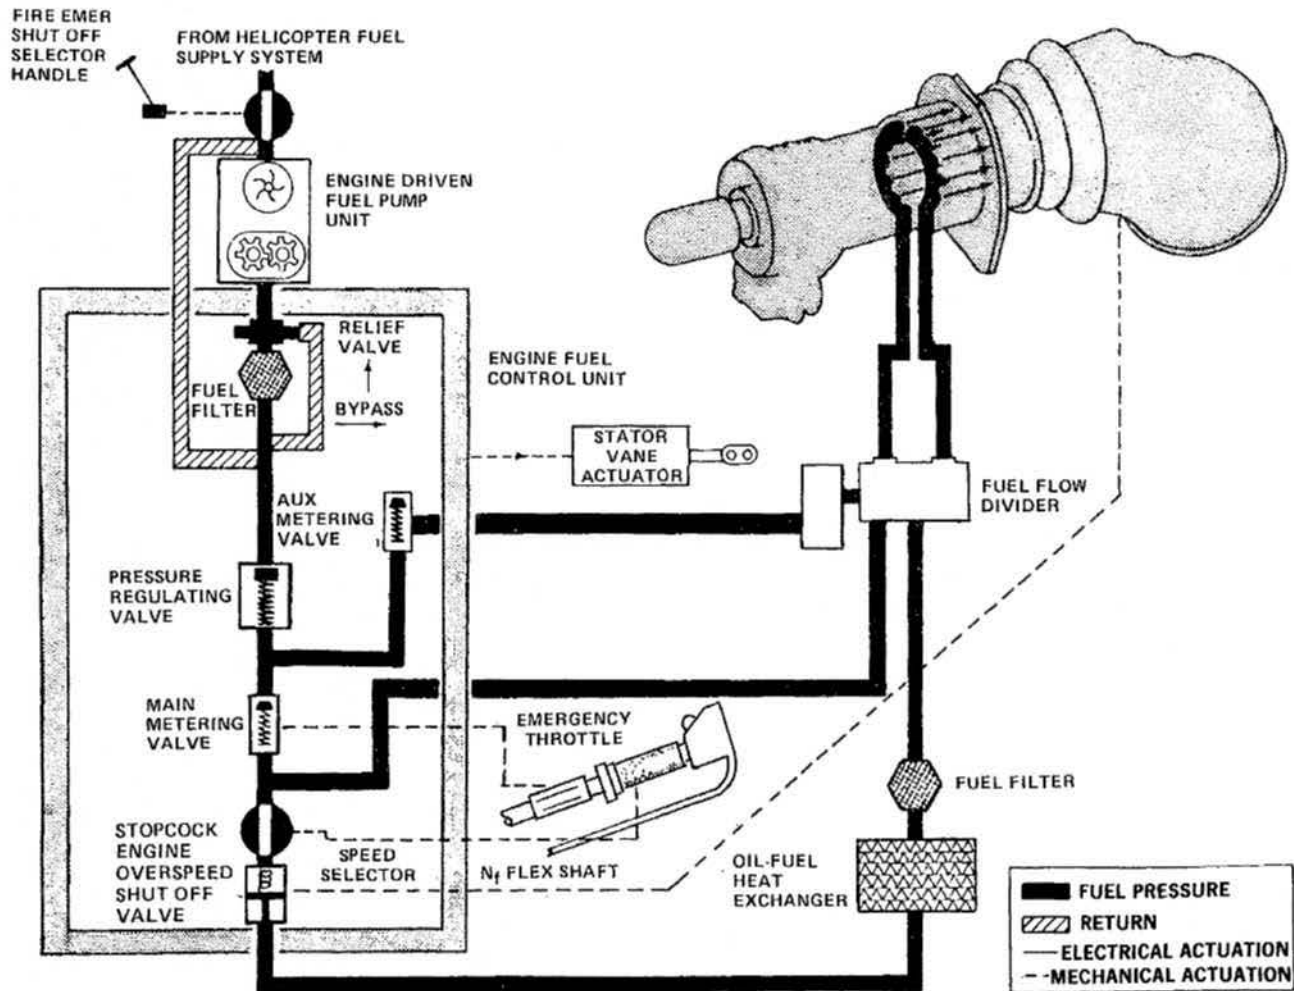 FIRE EMER
SHUT OFF
SELECTOR
HANDLE
FROM HELICOPTER FUEL
SUPPLY SYSTEM
ENGINE DRIVEN
FUEL PUMP
UNIT
RELIEF
VALVE
FUEL
FILTER
BYPASS
ENGINE FUEL
CONTROL UNIT
STATOR
VANE
ACTUATOR
AUX
METERING
VALVE
FUEL FLOW
DIVIDER
PRESSURE
REGULATING
VALVE
MAIN
METERING
VALVE
EMERGENCY
THROTTLE
FUEL FILTER
STOPCOCK
ENGINE
OVERSPEED
SHUT OFF
VALVE
SPEED
SELECTOR
Nf FLEX SHAFT
OIL-FUEL
HEAT
EXCHANGER
FUEL PRESSURE
RETURN
ELECTRICAL ACTUATION
MECHANICAL ACTUATION